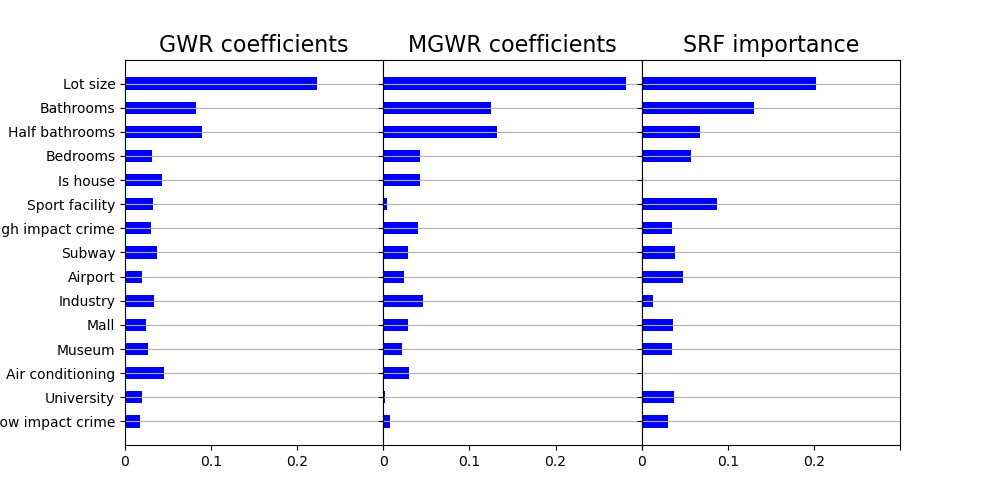 GWR coefficients MGWR coefficients SRF importance
Lot size
Bathrooms
Half bathrooms
Bedrooms
Is house
Sport facility
gh impact crime
Subway
Airport
Industry
Mall
Museum
Air conditioning
University
ow impact crime
0 0.1 0.2 0 0.1 0.2 0 0.1 0.2